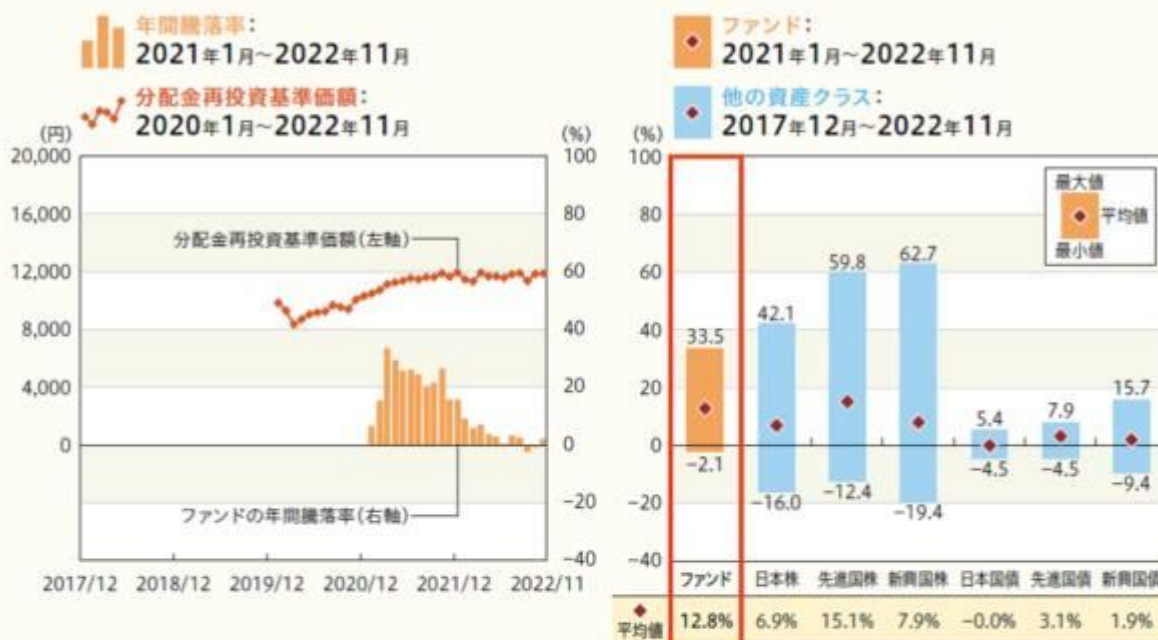 年間騰落率：
2021年1月～2022年11月
分配金再投資基準価額：
2020年1月～2022年11月
(円)
(%)
20,000
16,000
12,000
8,000
4,000
0
100
80
60
40
20
0
−20
−40
分配金再投資基準価額(左軸)
ファンドの年間騰落率(右軸)
2017/12 2018/12 2019/12 2020/12 2021/12 2022/11
ファンド：
2021年1月～2022年11月
他の資産クラス：
2017年12月～2022年11月
(%)
100
80
60
40
20
0
−20
−40
最大値
平均値
最小値
33.5
42.1
59.8
62.7
5.4
7.9
15.7
−2.1
−16.0
−12.4
−19.4
−4.5
−4.5
−9.4
ファンド 日本株 先進国株 新興国株 日本国債 先進国債 新興国債
平均値 12.8% 6.9% 15.1% 7.9% −0.0% 3.1% 1.9%